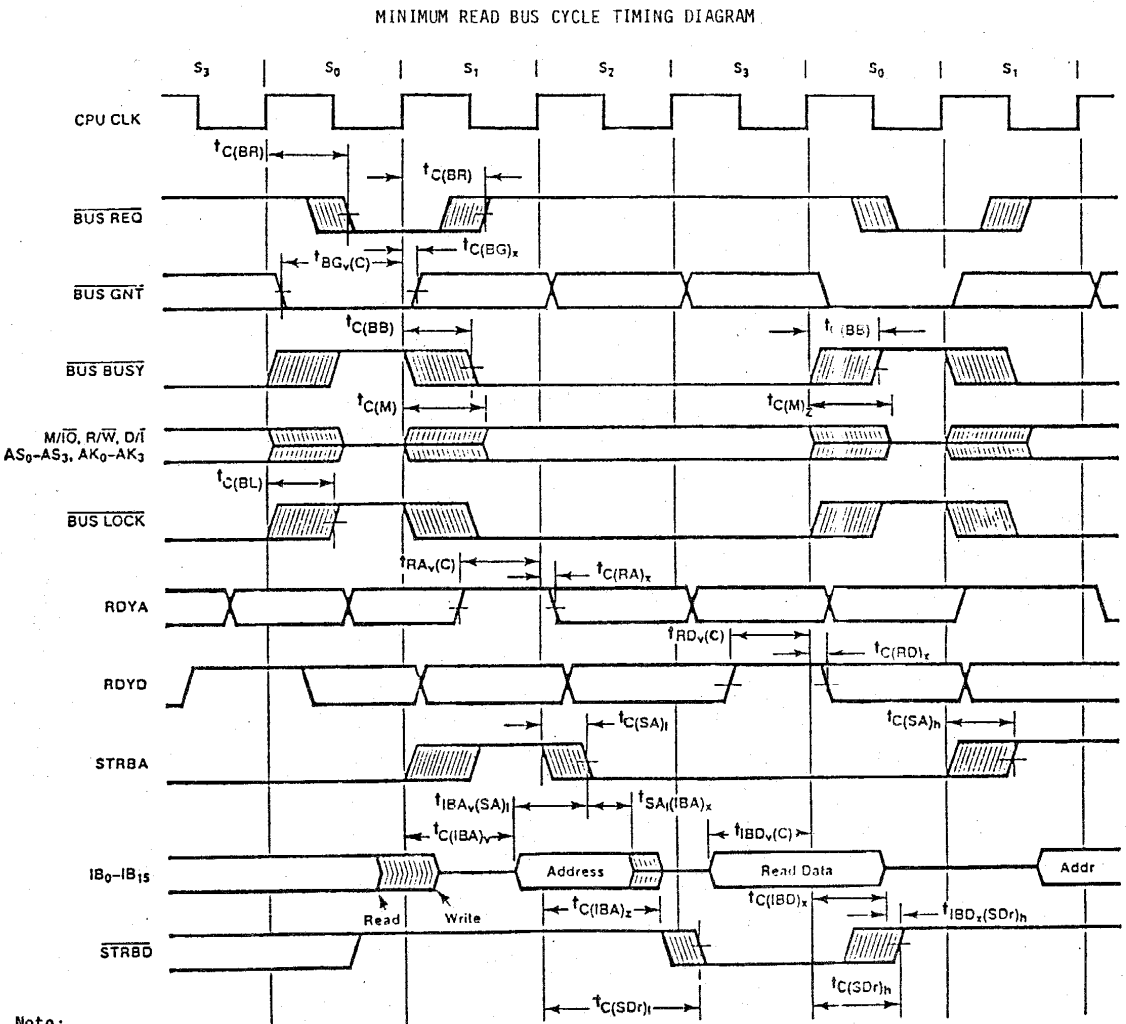 MINIMUM READ BUS CYCLE TIMING DIAGRAM
S3 | S0 | S1 | S2 | S3 | S0 | S1 |
CPU CLK
tC(BR)
tC(BR)
BUS REQ
tBGv(C)
tC(BG)x
BUS GNT
tC(BB)
tC(BB)
BUS BUSY
tC(M)
tC(M)z
M/IO, R/W, D/I
AS0-AS3, AK0-AK3
tC(BL)
BUS LOCK
tRAv(C)
tC(RA)x
RDYA
tRDv(C)
tC(RD)x
RDYD
tC(SA)l
tC(SA)h
STRBA
tIBAv(SA)l
tSAl(IBA)x
tC(IBA)v
tIBDv(C)
IB0-IB15
Address
Read Data
Addr
tC(IBA)z
tC(IBD)x
tIBDz(SDr)h
Read
Write
STRBD
tC(SDr)l
tC(SDr)h
Note: